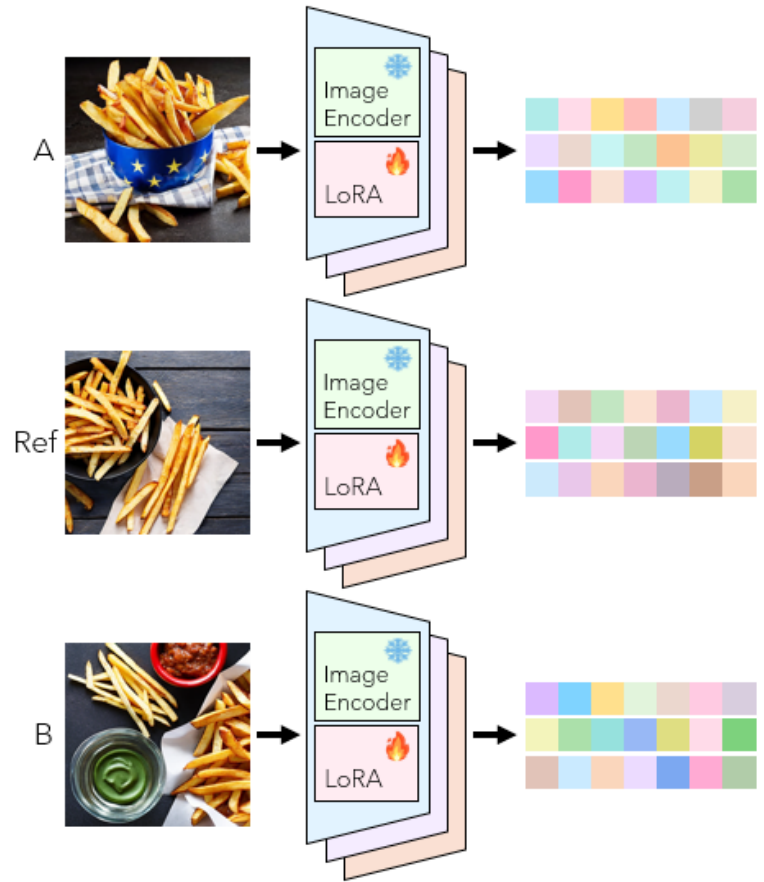 A
Image
Encoder
LoRA
Ref
Image
Encoder
LoRA
B
Image
Encoder
LoRA